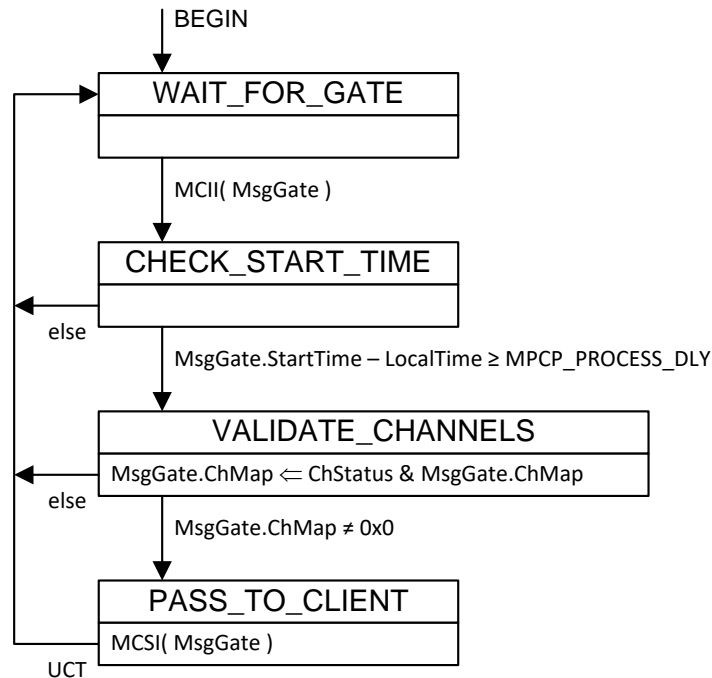 BEGIN
WAIT_FOR_GATE
MCII( MsgGate )
CHECK_START_TIME
else
MsgGate.StartTime – LocalTime ≥ MPCP_PROCESS_DLY
VALIDATE_CHANNELS
MsgGate.ChMap ⇐ ChStatus & MsgGate.ChMap
else
MsgGate.ChMap ≠ 0x0
PASS_TO_CLIENT
MCSI( MsgGate )
UCT